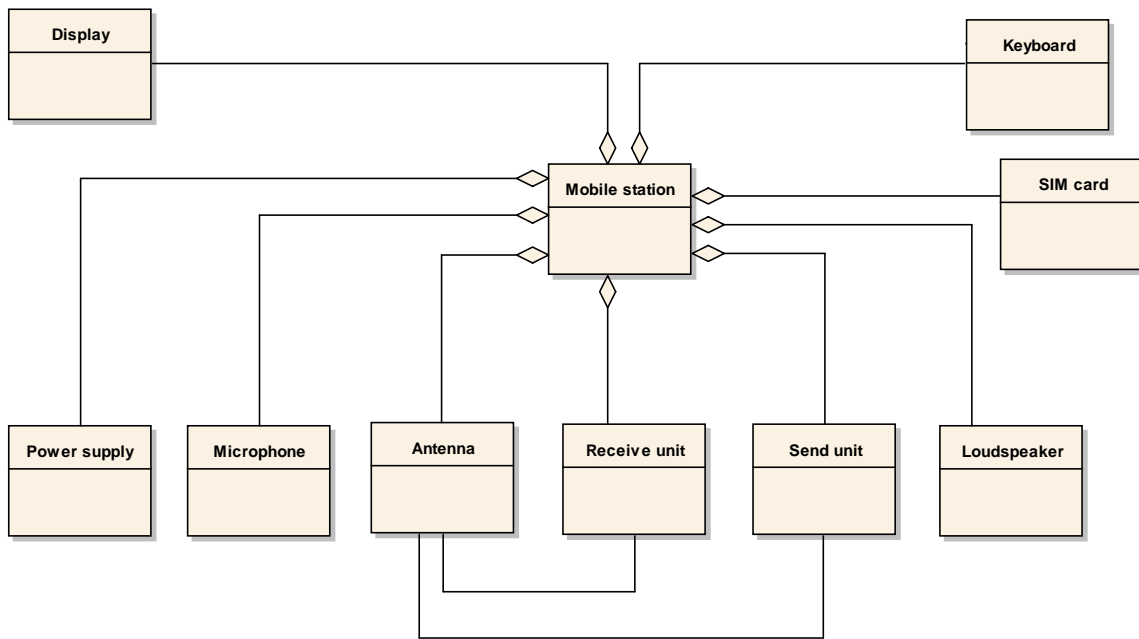 Display
Keyboard
Mobile station
SIM card
Power supply
Microphone
Antenna
Receive unit
Send unit
Loudspeaker